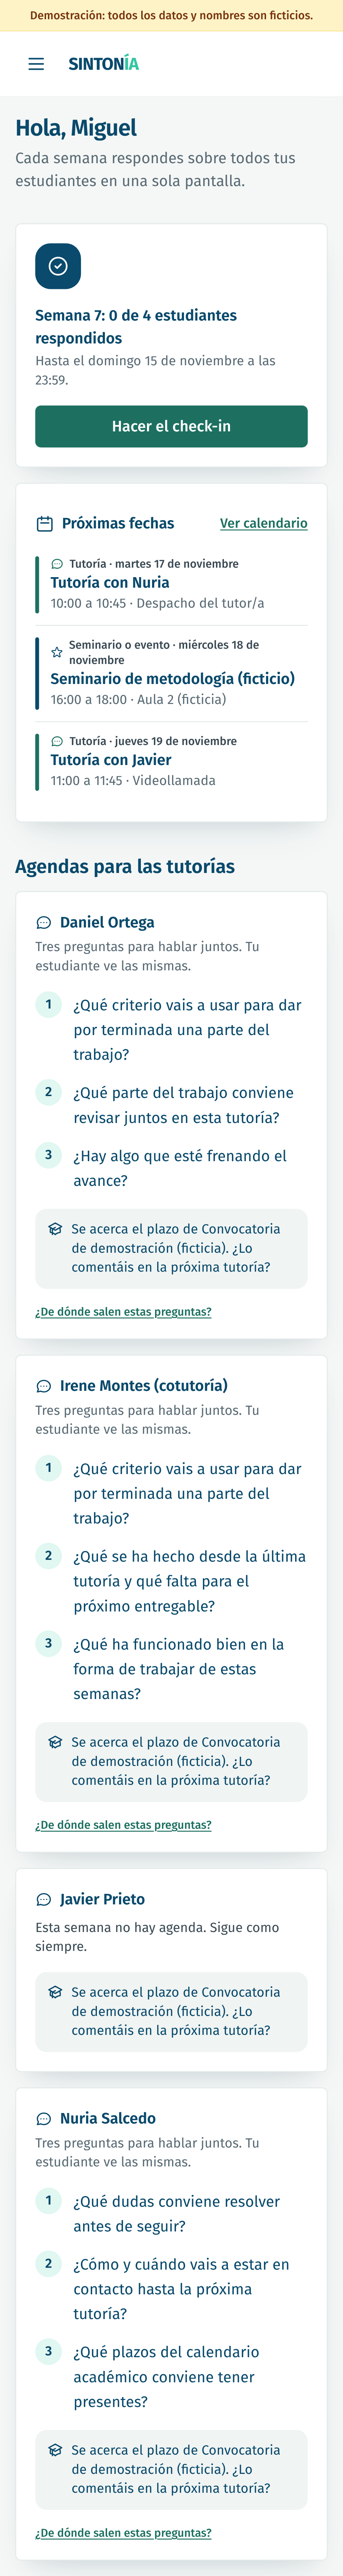 Demostración: todos los datos y nombres son ficticios.
SINTONÍA
Hola, Miguel
Cada semana respondes sobre todos tus
estudiantes en una sola pantalla.
Semana 7: 0 de 4 estudiantes
respondidos
Hasta el domingo 15 de noviembre a las
23:59.
Hacer el check-in
Próximas fechas
Ver calendario
Tutoría · martes 17 de noviembre
Tutoría con Nuria
10:00 a 10:45 · Despacho del tutor/a
Seminario o evento · miércoles 18 de
noviembre
Seminario de metodología (ficticio)
16:00 a 18:00 · Aula 2 (ficticia)
Tutoría · jueves 19 de noviembre
Tutoría con Javier
11:00 a 11:45 · Videollamada
Agendas para las tutorías
Daniel Ortega
Tres preguntas para hablar juntos. Tu
estudiante ve las mismas.
1 ¿Qué criterio vais a usar para dar
por terminada una parte del
trabajo?
2 ¿Qué parte del trabajo conviene
revisar juntos en esta tutoría?
3 ¿Hay algo que esté frenando el
avance?
Se acerca el plazo de Convocatoria
de demostración (ficticia). ¿Lo
comentáis en la próxima tutoría?
¿De dónde salen estas preguntas?
Irene Montes (cotutoría)
Tres preguntas para hablar juntos. Tu
estudiante ve las mismas.
1 ¿Qué criterio vais a usar para dar
por terminada una parte del
trabajo?
2 ¿Qué se ha hecho desde la última
tutoría y qué falta para el
próximo entregable?
3 ¿Qué ha funcionado bien en la
forma de trabajar de estas
semanas?
Se acerca el plazo de Convocatoria
de demostración (ficticia). ¿Lo
comentáis en la próxima tutoría?
¿De dónde salen estas preguntas?
Javier Prieto
Esta semana no hay agenda. Sigue como
siempre.
Se acerca el plazo de Convocatoria
de demostración (ficticia). ¿Lo
comentáis en la próxima tutoría?
Nuria Salcedo
Tres preguntas para hablar juntos. Tu
estudiante ve las mismas.
1 ¿Qué dudas conviene resolver
antes de seguir?
2 ¿Cómo y cuándo vais a estar en
contacto hasta la próxima
tutoría?
3 ¿Qué plazos del calendario
académico conviene tener
presentes?
Se acerca el plazo de Convocatoria
de demostración (ficticia). ¿Lo
comentáis en la próxima tutoría?
¿De dónde salen estas preguntas?